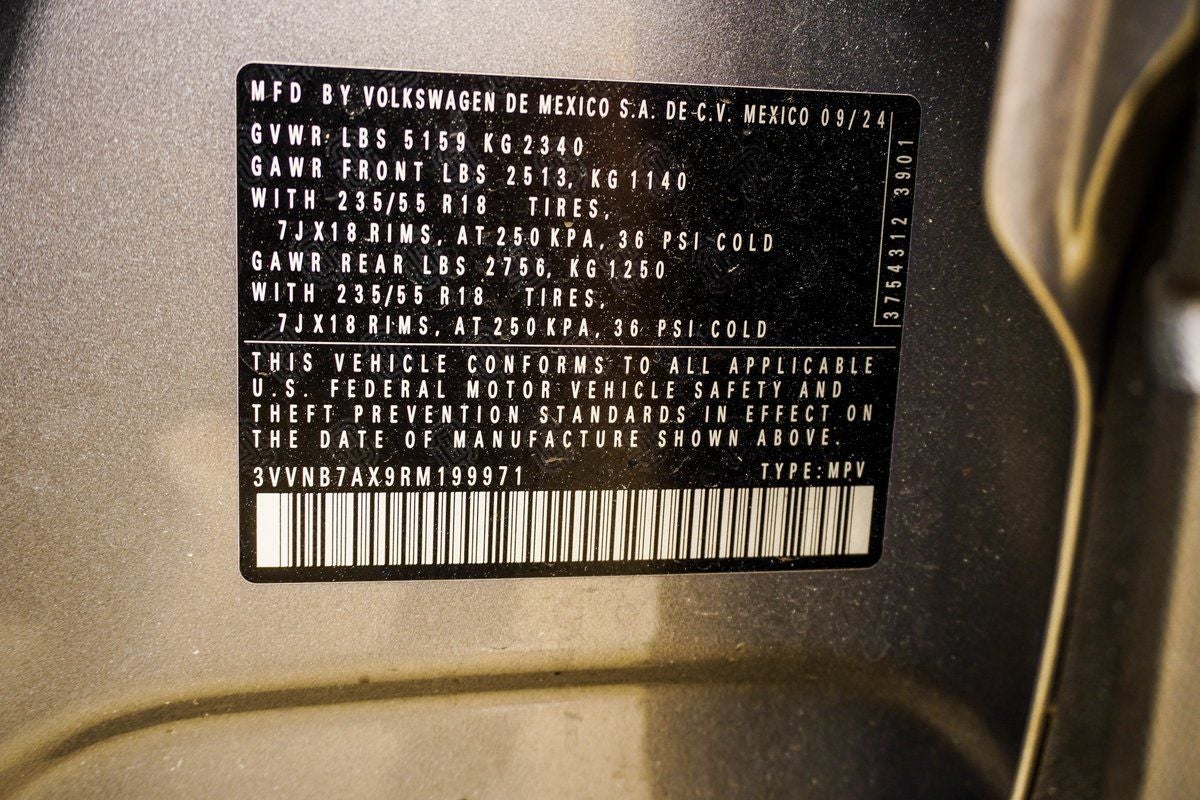 MFD BY VOLKSWAGEN DE MEXICO S.A. DE C.V. MEXICO 09/24
GVWR LBS 5159 KG 2340
GAWR FRONT LBS 2513, KG 1140
WITH 235/55 R18 TIRES,
7JX18 RIMS, AT 250 KPA, 36 PSI COLD
GAWR REAR LBS 2756, KG 1250
WITH 235/55 R18 TIRES,
7JX18 RIMS, AT 250 KPA, 36 PSI COLD
3754312 3901
THIS VEHICLE CONFORMS TO ALL APPLICABLE
U.S. FEDERAL MOTOR VEHICLE SAFETY AND
THEFT PREVENTION STANDARDS IN EFFECT ON
THE DATE OF MANUFACTURE SHOWN ABOVE.
3VVNB7AX9RM199971 TYPE:MPV